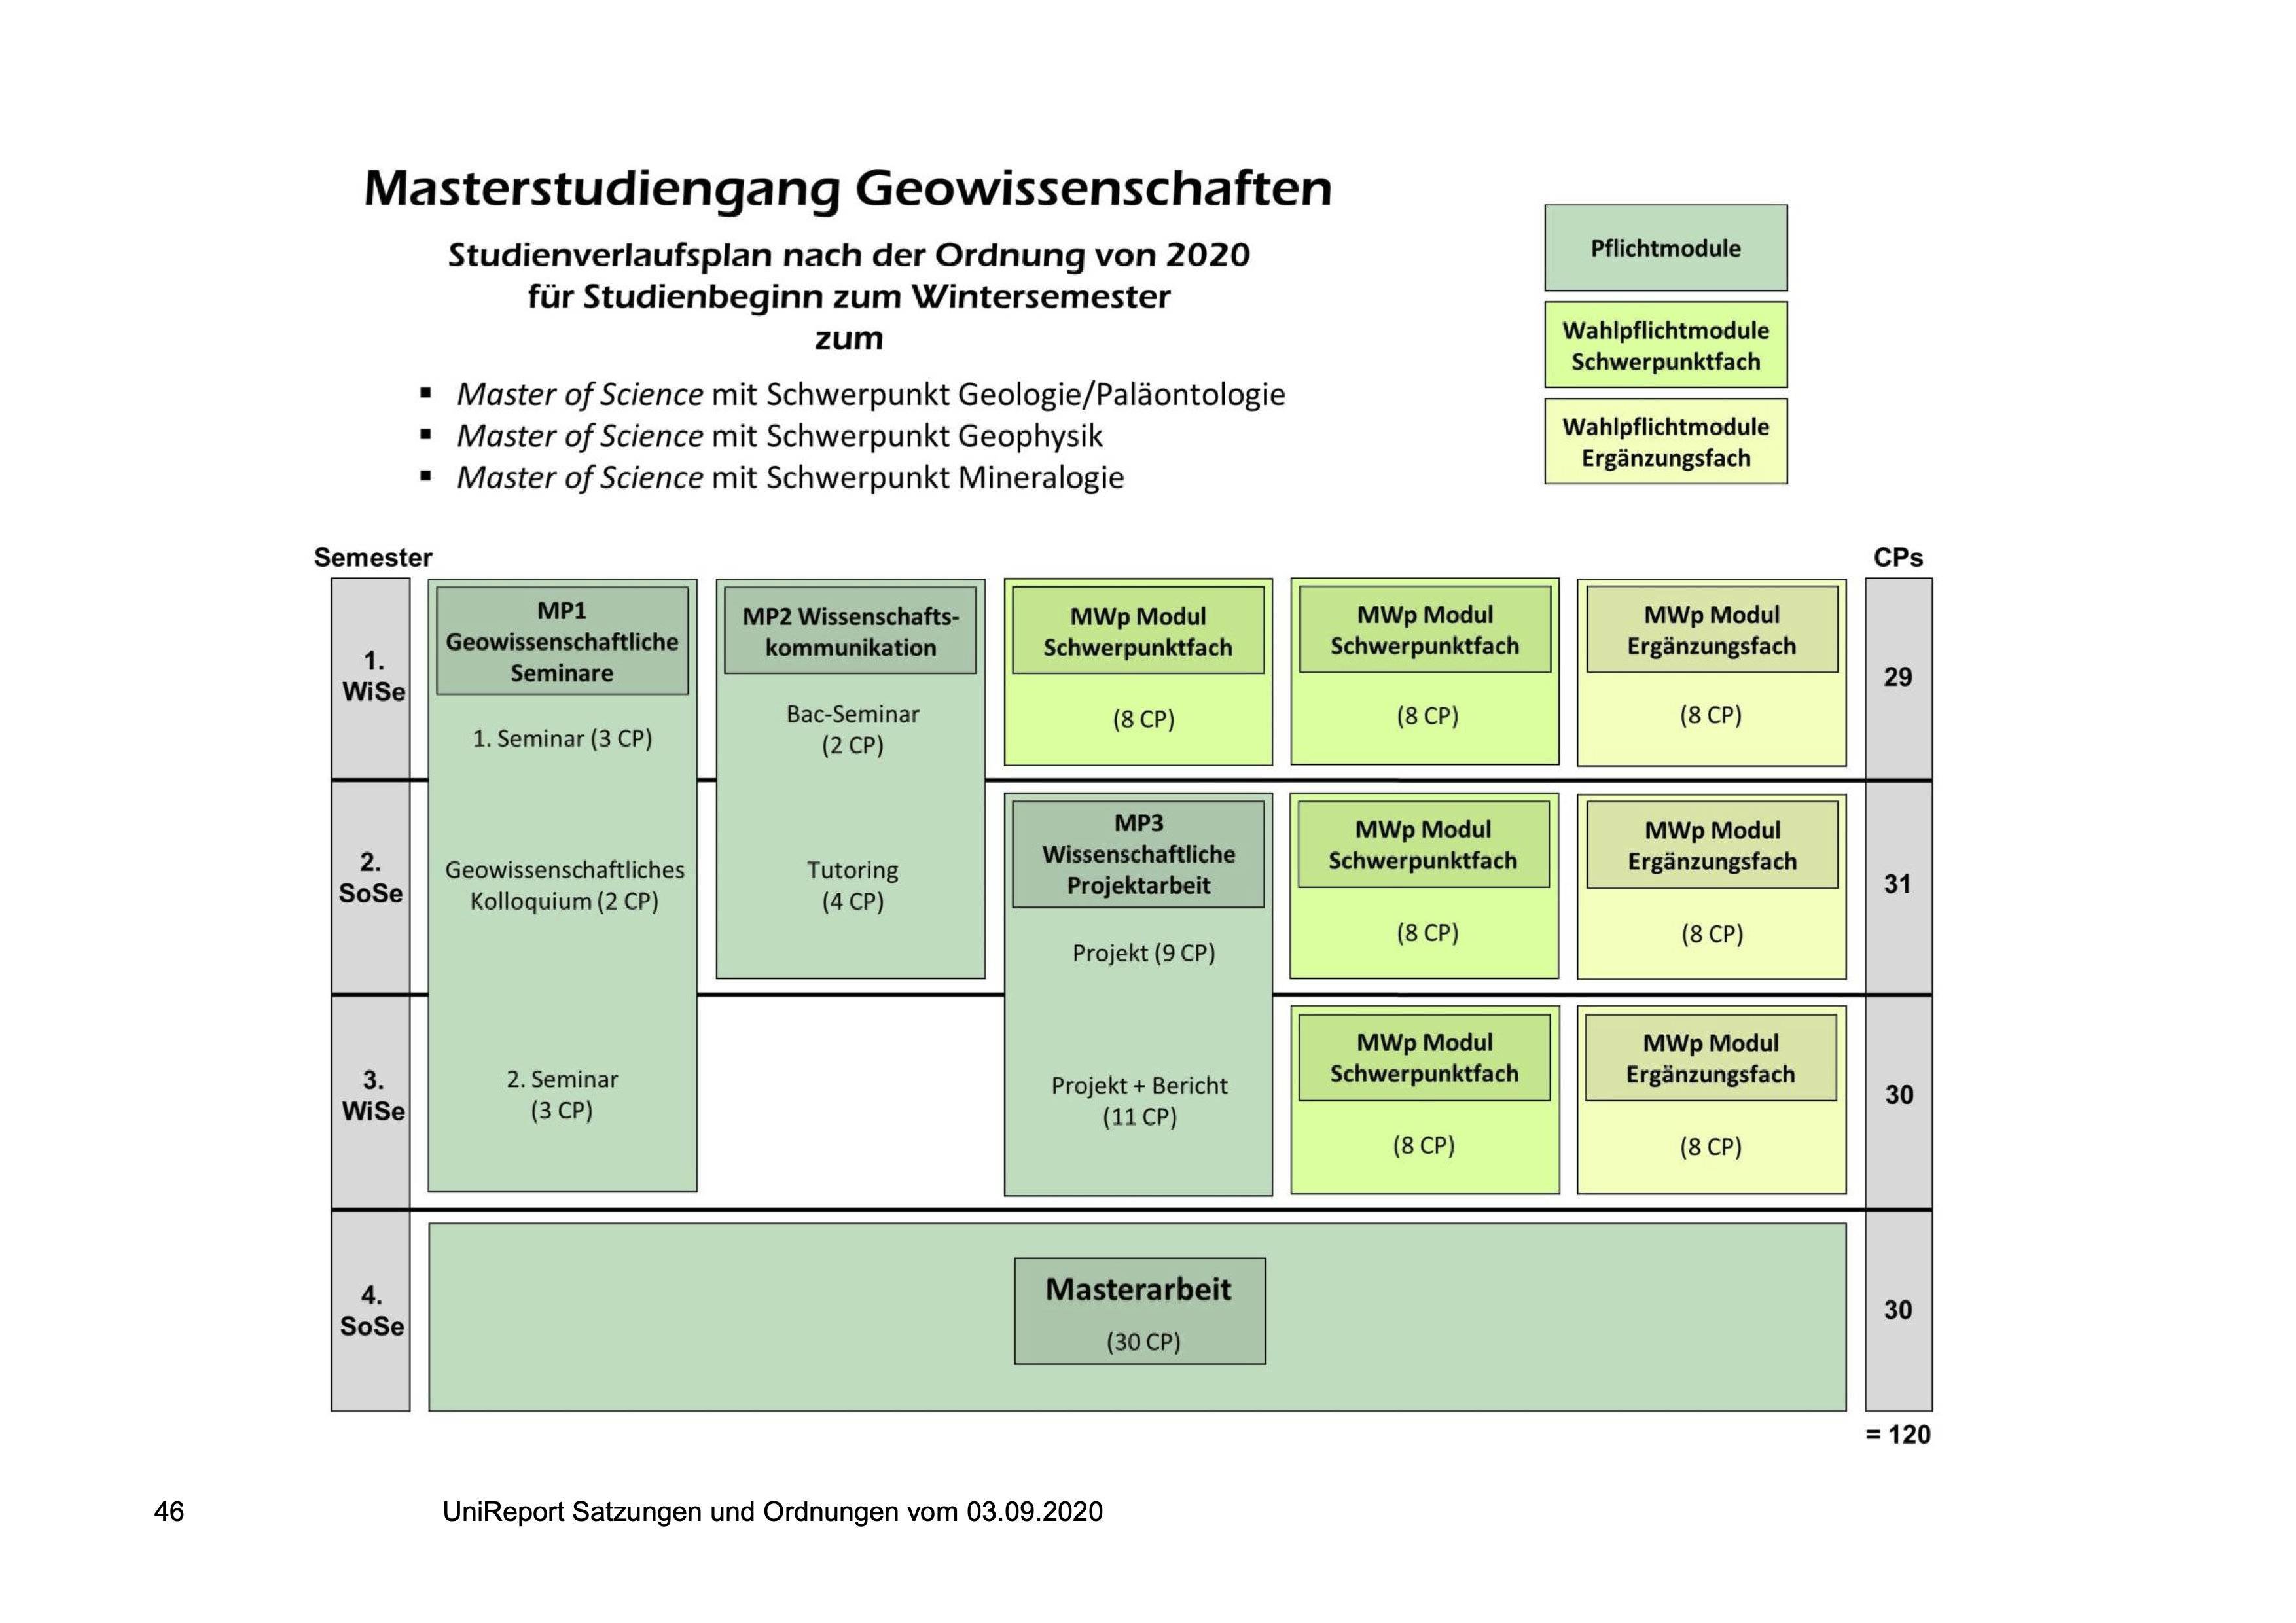 Masterstudiengang Geowissenschaften
Studienverlaufsplan nach der Ordnung von 2020
für Studienbeginn zum Wintersemester
zum
▪ Master of Science mit Schwerpunkt Geologie/Paläontologie
▪ Master of Science mit Schwerpunkt Geophysik
▪ Master of Science mit Schwerpunkt Mineralogie
Pflichtmodule
Wahlpflichtmodule
Schwerpunktfach
Wahlpflichtmodule
Ergänzungsfach
Semester
CPs
1.
WiSe
MP1
Geowissenschaftliche
Seminare
1. Seminar (3 CP)
MP2 Wissenschafts-
kommunikation
Bac-Seminar
(2 CP)
MWp Modul
Schwerpunktfach
(8 CP)
MWp Modul
Schwerpunktfach
(8 CP)
MWp Modul
Ergänzungsfach
(8 CP)
29
2.
SoSe
Geowissenschaftliches
Kolloquium (2 CP)
Tutoring
(4 CP)
MP3
Wissenschaftliche
Projektarbeit
Projekt (9 CP)
MWp Modul
Schwerpunktfach
(8 CP)
MWp Modul
Ergänzungsfach
(8 CP)
31
3.
WiSe
2. Seminar
(3 CP)
Projekt + Bericht
(11 CP)
MWp Modul
Schwerpunktfach
(8 CP)
MWp Modul
Ergänzungsfach
(8 CP)
30
4.
SoSe
Masterarbeit
(30 CP)
30
= 120
46
UniReport Satzungen und Ordnungen vom 03.09.2020